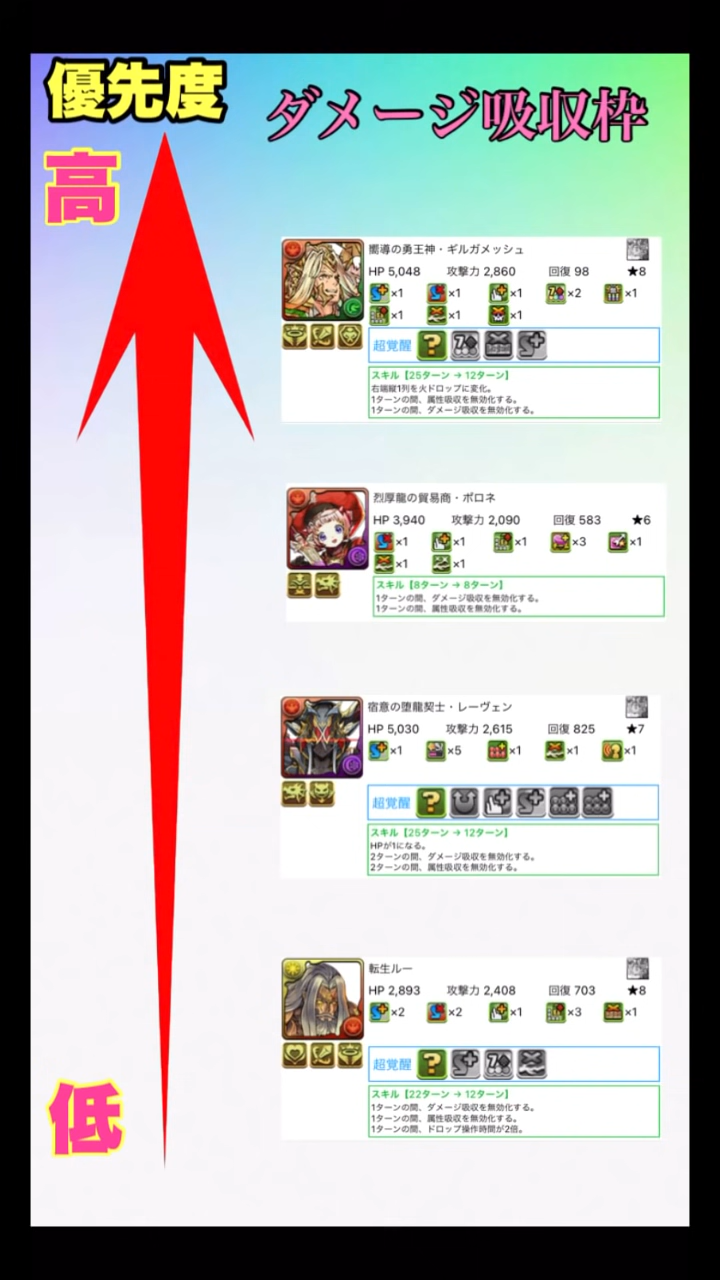 優先度
ダメージ吸収枠
高
嚮導の勇王神・ギルガメッシュ
HP 5,048 攻撃力 2,860 回復 98 ★8
×1 ×1 ×1 ×2 ×1
×1 ×1 ×1
超覚醒
スキル【25ターン → 12ターン】
右端縦1列を火ドロップに変化。
1ターンの間、属性吸収を無効化する。
1ターンの間、ダメージ吸収を無効化する。
烈厚龍の貿易商・ポロネ
HP 3,940 攻撃力 2,090 回復 583 ★6
×1 ×1 ×1 ×3 ×1
×1 ×1
スキル【8ターン → 8ターン】
1ターンの間、ダメージ吸収を無効化する。
1ターンの間、属性吸収を無効化する。
宿意の堕龍契士・レーヴェン
HP 5,030 攻撃力 2,615 回復 825 ★7
×1 ×5 ×1 ×1 ×1
超覚醒
スキル【25ターン → 12ターン】
HPが1になる。
2ターンの間、ダメージ吸収を無効化する。
2ターンの間、属性吸収を無効化する。
転生ルー
HP 2,893 攻撃力 2,408 回復 703 ★8
×2 ×2 ×1 ×3 ×1
超覚醒
スキル【22ターン → 12ターン】
1ターンの間、ダメージ吸収を無効化する。
1ターンの間、属性吸収を無効化する。
1ターンの間、ドロップ操作時間が2倍。
低